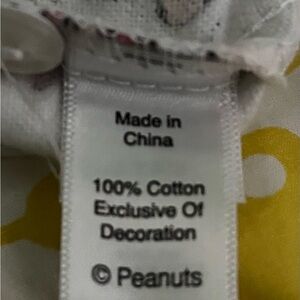 Made in
China
100% Cotton
Exclusive Of
Decoration
© Peanuts